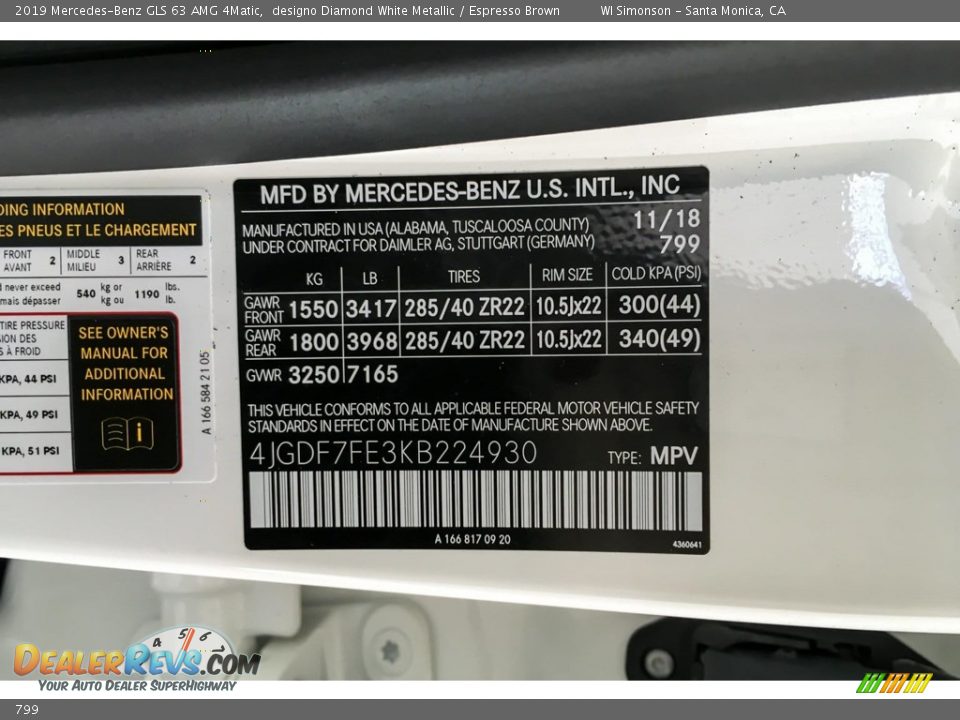 2019 Mercedes-Benz GLS 63 AMG 4Matic, designo Diamond White Metallic / Espresso Brown WI Simonson - Santa Monica, CA
DING INFORMATION
ES PNEUS ET LE CHARGEMENT
FRONT AVANT 2 MIDDLE MILIEU 3 REAR ARRIÈRE 2
never exceed 540 kg or 1190 lbs.
mais dépasser kg ou lb.
TIRE PRESSURE
ION DES
À FROID
KPA, 44 PSI
KPA, 49 PSI
KPA, 51 PSI
SEE OWNER'S
MANUAL FOR
ADDITIONAL
INFORMATION
i
A 166 584 21 05
MFD BY MERCEDES-BENZ U.S. INTL., INC
MANUFACTURED IN USA (ALABAMA, TUSCALOOSA COUNTY) 11/18
UNDER CONTRACT FOR DAIMLER AG, STUTTGART (GERMANY) 799
KG LB TIRES RIM SIZE COLD KPA (PSI)
GAWR FRONT 1550 3417 285/40 ZR22 10.5Jx22 300(44)
GAWR REAR 1800 3968 285/40 ZR22 10.5Jx22 340(49)
GVWR 3250 7165
THIS VEHICLE CONFORMS TO ALL APPLICABLE FEDERAL MOTOR VEHICLE SAFETY
STANDARDS IN EFFECT ON THE DATE OF MANUFACTURE SHOWN ABOVE.
4JGDF7FE3KB224930 TYPE: MPV
A 166 817 09 20
4360641
4 5 6
DEALERREVS.COM
YOUR AUTO DEALER SUPERHIGHWAY
799